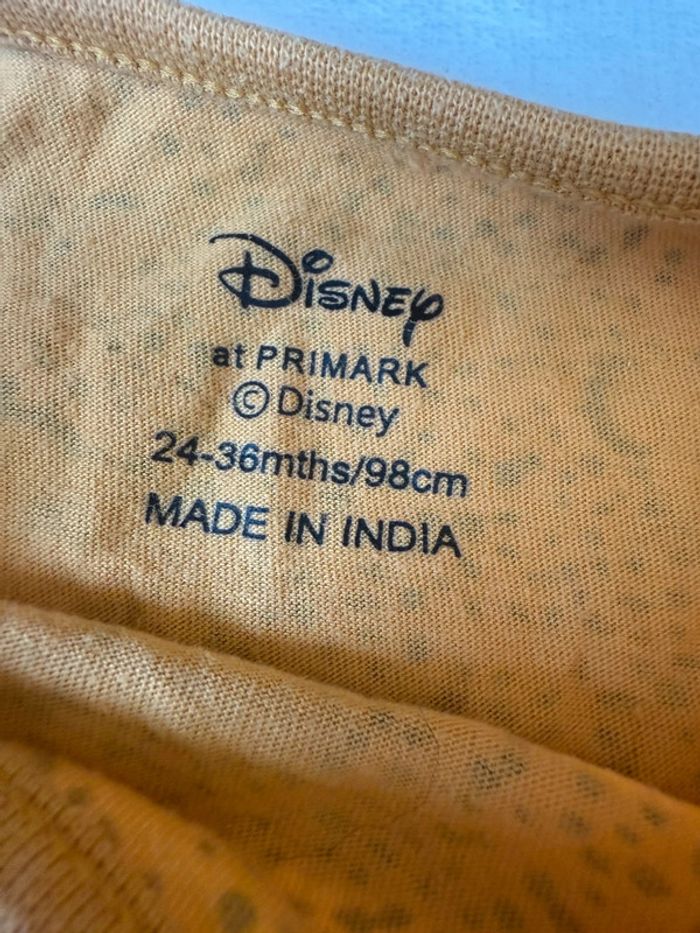 Disney
at PRIMARK
© Disney
24-36mths/98cm
MADE IN INDIA